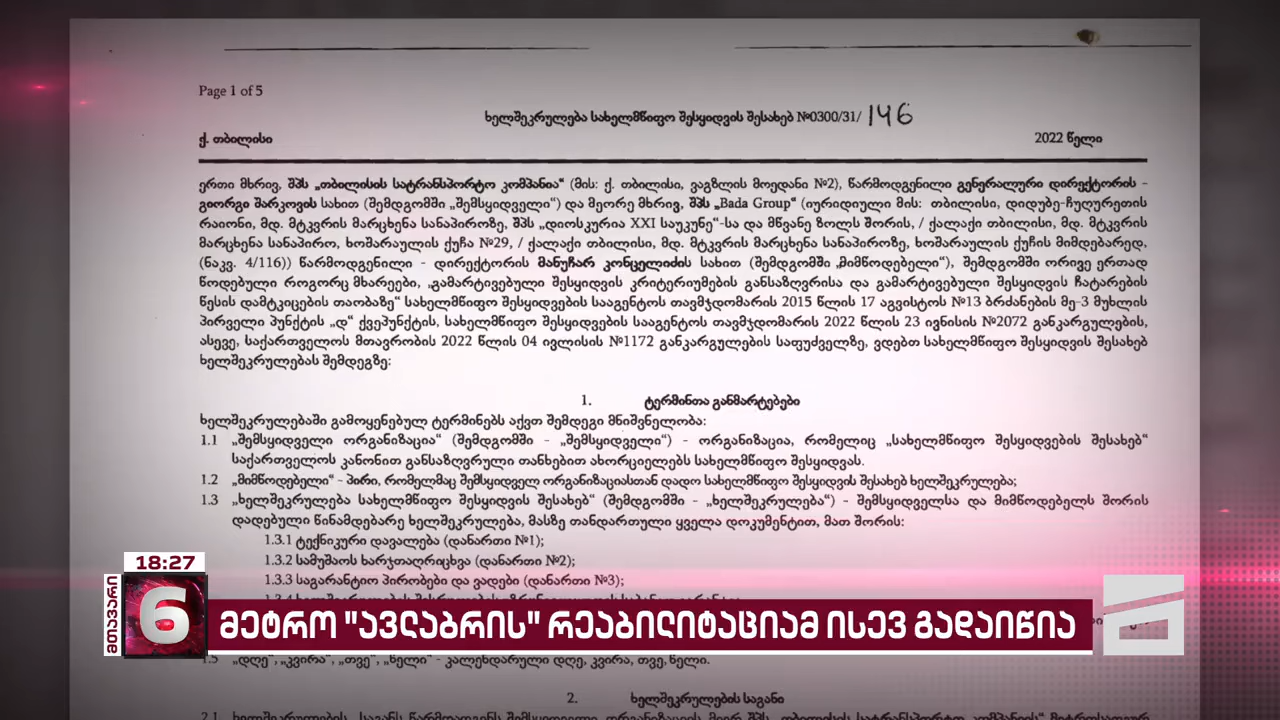 Page 1 of 5
ხელშეკრულება სახელმწიფო შესყიდვის შესახებ №0300/31/146
ქ. თბილისი 2022 წელი
ერთი მხრივ, შპს „თბილისის სატრანსპორტო კომპანია“ (მის: ქ. თბილისი, ვაგზლის მოედანი №2), წარმოდგენილი გენერალური დირექტორის -
გიორგი შარკოვის სახით (შემდგომში „შემსყიდველი“) და მეორე მხრივ, შპს „Bada Group“ (იურიდიული მის: თბილისი, დიდუბე-ჩუღურეთის
რაიონი, მდ. მტკვრის მარცხენა სანაპიროზე, შპს „დიოსკურია XXI საუკუნე“-სა და მწვანე ზოლს შორის, / ქალაქი თბილისი, მდ. მტკვრის
მარცხენა სანაპირო, ხოშარაულის ქუჩა №29, / ქალაქი თბილისი, მდ. მტკვრის მარცხენა სანაპიროზე, ხოშარაულის ქუჩის მიმდებარედ,
(ნაკვ. 4/116)) წარმოდგენილი - დირექტორის მანუჩარ კონცელიძის სახით (შემდგომში „მიმწოდებელი“), შემდგომში ორივე ერთად
წოდებული როგორც მხარეები, „გამარტივებული შესყიდვის კრიტერიუმების განსაზღვრისა და გამარტივებული შესყიდვის ჩატარების
წესის დამტკიცების თაობაზე“ სახელმწიფო შესყიდვების სააგენტოს თავმჯდომარის 2015 წლის 17 აგვისტოს №13 ბრძანების მე-3 მუხლის
პირველი პუნქტის „დ“ ქვეპუნქტის, სახელმწიფო შესყიდვების სააგენტოს თავმჯდომარის 2022 წლის 23 ივნისის №2072 განკარგულების,
ასევე, საქართველოს მთავრობის 2022 წლის 04 ივლისის №1172 განკარგულების საფუძველზე, ვდებთ სახელმწიფო შესყიდვის შესახებ
ხელშეკრულებას შემდეგზე:
1. ტერმინთა განმარტებები
ხელშეკრულებაში გამოყენებულ ტერმინებს აქვთ შემდეგი მნიშვნელობა:
1.1 „შემსყიდველი ორგანიზაცია“ (შემდგომში - „შემსყიდველი“) - ორგანიზაცია, რომელიც „სახელმწიფო შესყიდვების შესახებ“
საქართველოს კანონით განსაზღვრული თანხებით ახორციელებს სახელმწიფო შესყიდვას.
1.2 „მიმწოდებელი“ - პირი, რომელმაც შემსყიდველ ორგანიზაციასთან დადო სახელმწიფო შესყიდვის შესახებ ხელშეკრულება;
1.3 „ხელშეკრულება სახელმწიფო შესყიდვის შესახებ“ (შემდგომში - „ხელშეკრულება“) - შემსყიდველსა და მიმწოდებელს შორის
დადებული წინამდებარე ხელშეკრულება, მასზე თანდართული ყველა დოკუმენტით, მათ შორის:
1.3.1 ტექნიკური დავალება (დანართი №1);
1.3.2 სამუშაოს ხარჯთაღრიცხვა (დანართი №2);
1.3.3 საგარანტიო პირობები და ვადები (დანართი №3);
18:27
მთავარი
6
მეტრო "ავლაბრის" რეაბილიტაციამ ისევ გადაიწია
1.5 „დღე“, „კვირა“, „თვე“, „წელი“ - კალენდარული დღე, კვირა, თვე, წელი.
2. ხელშეკრულების საგანი